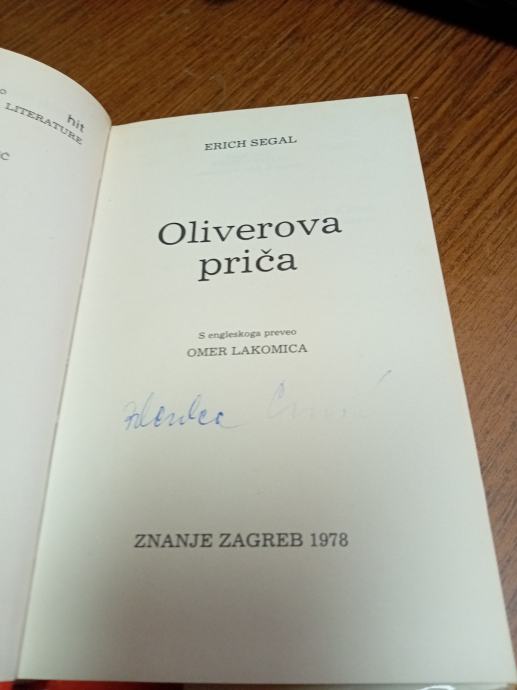 hit
LITERATURE
ERICH SEGAL
Oliverova
priča
S engleskoga preveo
OMER LAKOMICA
ZNANJE ZAGREB 1978